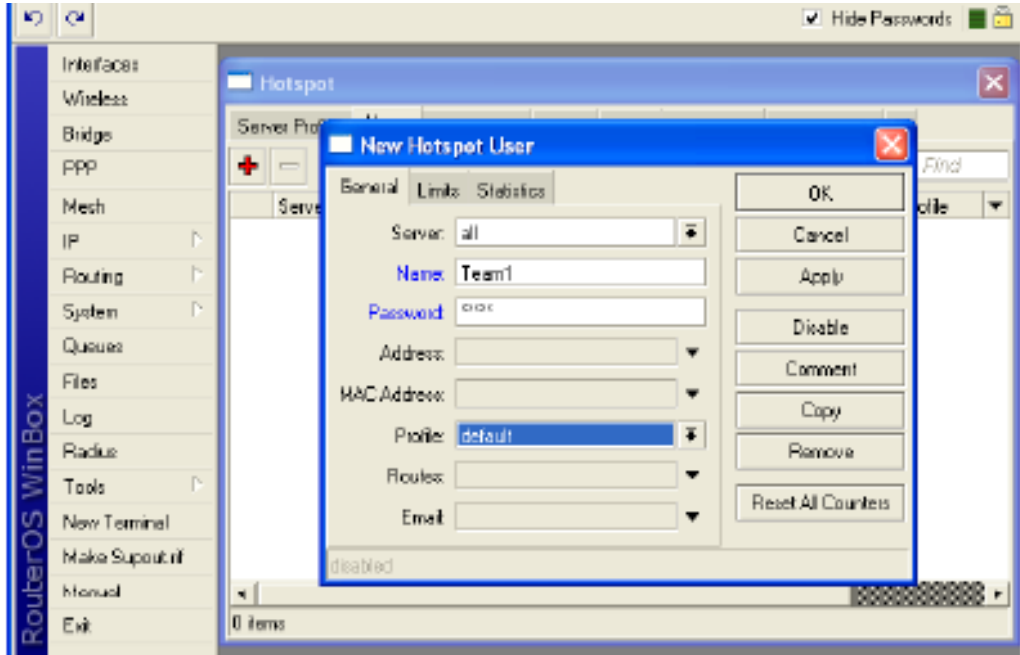 Hide Passwords
RouterOS WinBox
Interfaces
Wireless
Bridge
PPP
Mesh
IP
Routing
System
Queues
Files
Log
Radius
Tools
New Terminal
Make Supout.rif
Manual
Exit
Hotspot
Server
Find
Serve
ofile
0 items
New Hotspot User
General Limits Statistics
Server: all
Name: Team1
Password: ****
Address:
MAC Address:
Profile: default
Routes:
Email:
OK
Cancel
Apply
Disable
Comment
Copy
Remove
Reset All Counters
disabled